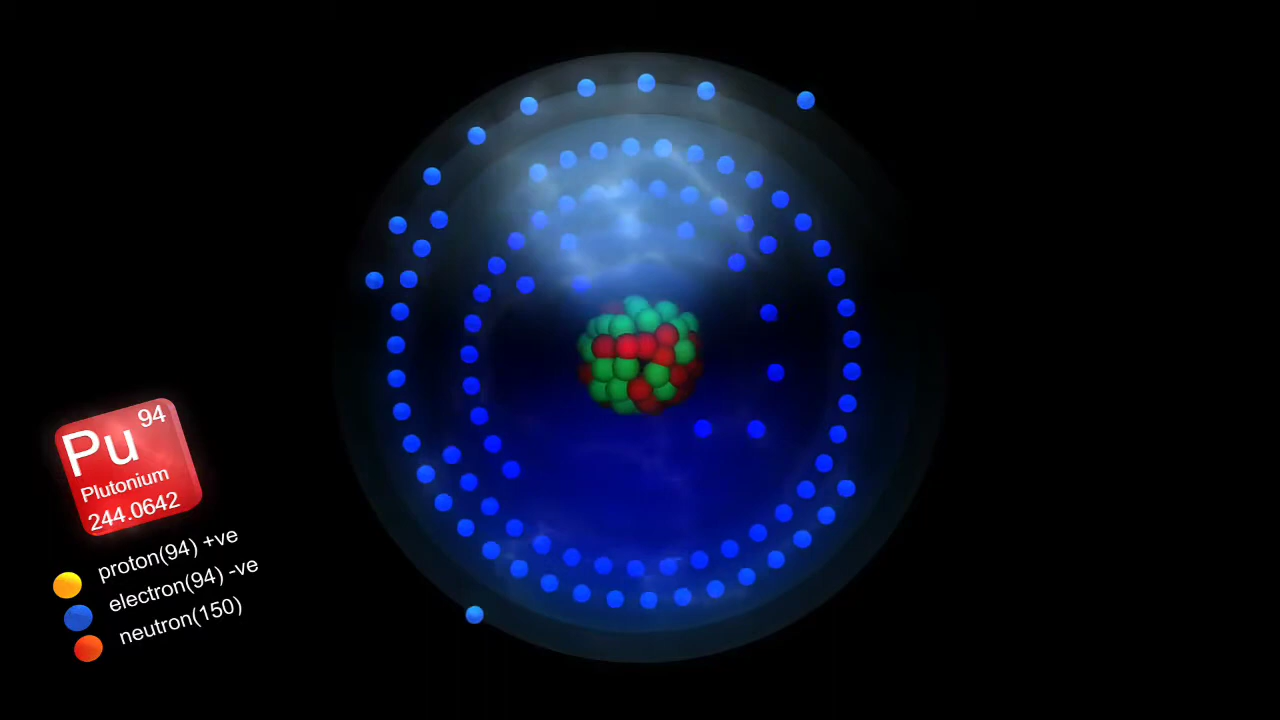 94
Pu
Plutonium
244.0642
proton(94) +ve
electron(94) -ve
neutron(150)